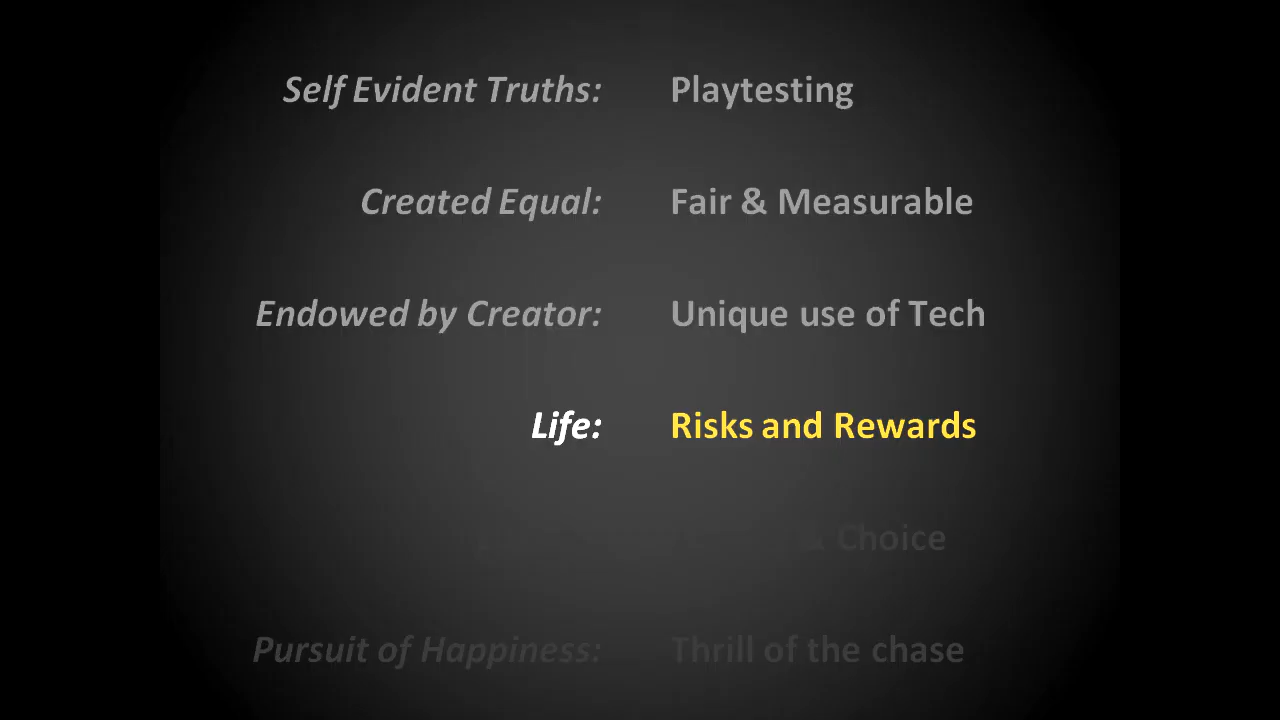 Self Evident Truths: Playtesting
Created Equal: Fair & Measurable
Endowed by Creator: Unique use of Tech
Life: Risks and Rewards
& Choice
Pursuit of Happiness: Thrill of the chase